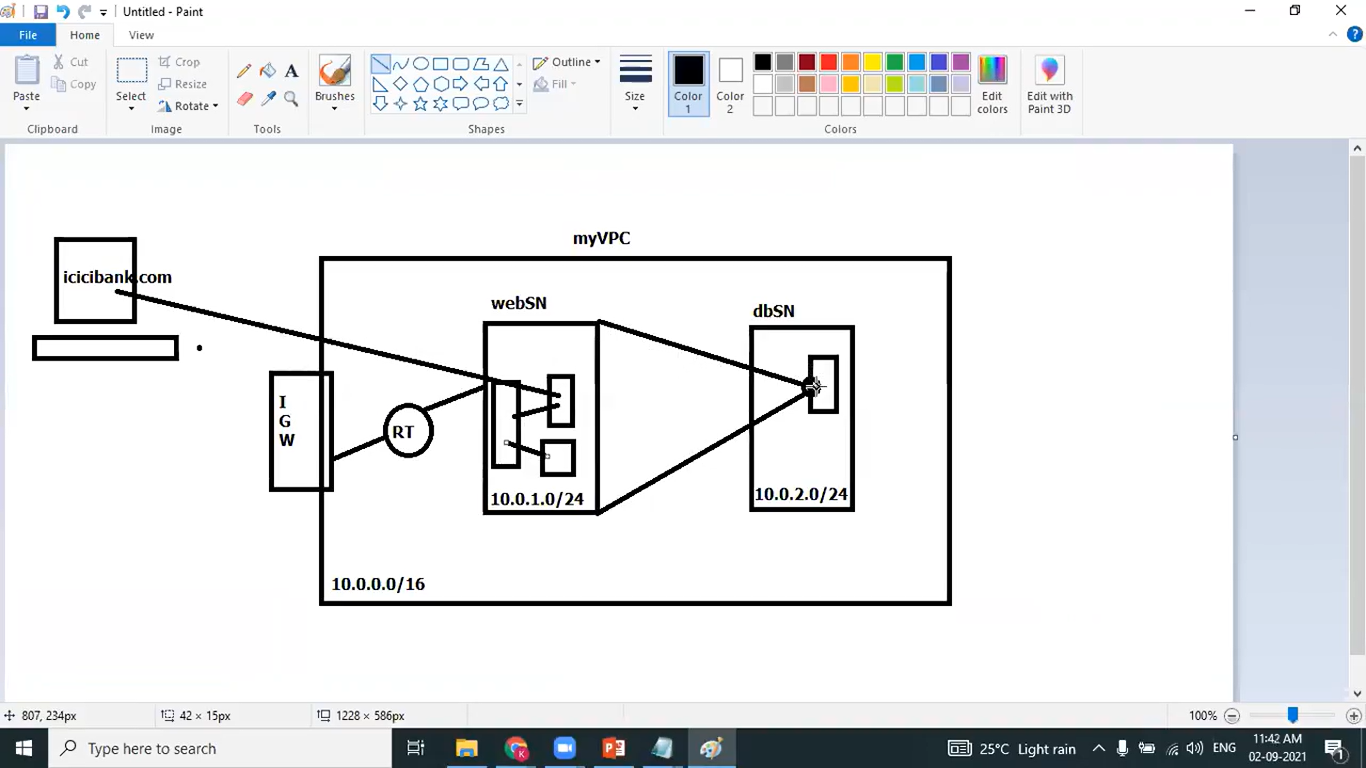 Untitled - Paint
File
Home
View
Paste
Cut
Copy
Clipboard
Select
Crop
Resize
Rotate
Image
Tools
Brushes
Shapes
Outline
Fill
Size
Color 1
Color 2
Colors
Edit colors
Edit with Paint 3D
myVPC
icicibank.com
webSN
dbSN
I
G
W
RT
10.0.1.0/24
10.0.2.0/24
10.0.0.0/16
807, 234px
42 × 15px
1228 × 586px
100%
Type here to search
25°C Light rain
ENG
11:42 AM
02-09-2021
1